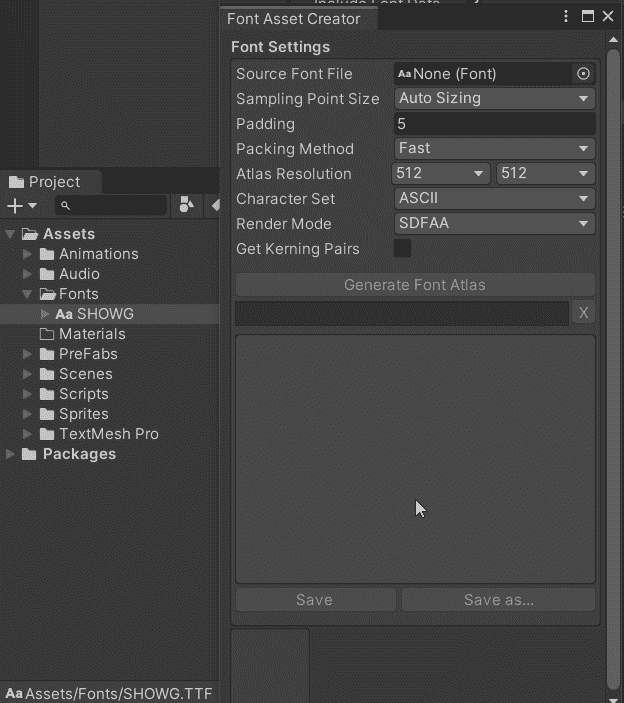 Include Font Data
Font Asset Creator
Font Settings
Source Font File Aa None (Font)
Sampling Point Size Auto Sizing
Padding 5
Packing Method Fast
Atlas Resolution 512 512
Character Set ASCII
Render Mode SDFAA
Get Kerning Pairs
Generate Font Atlas
X
Save Save as...
Project
Assets
Animations
Audio
Fonts
Aa SHOWG
Materials
PreFabs
Scenes
Scripts
Sprites
TextMesh Pro
Packages
Aa Assets/Fonts/SHOWG.TTF